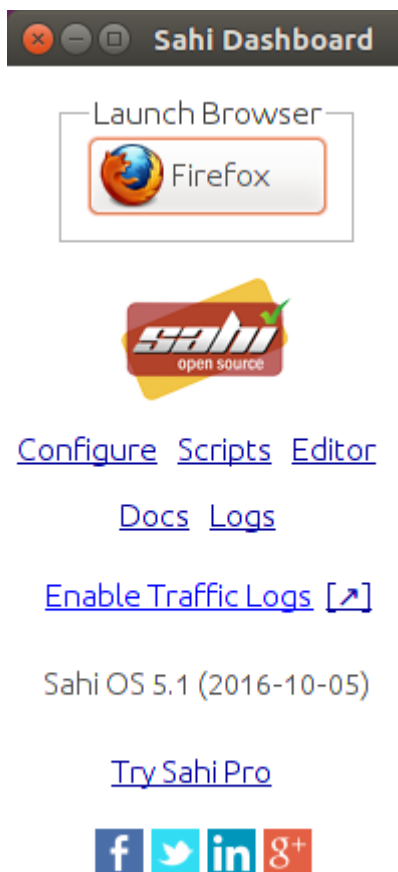 Sahi Dashboard
Launch Browser
Firefox
sahi
open source
Configure Scripts Editor
Docs Logs
Enable Traffic Logs [↗]
Sahi OS 5.1 (2016-10-05)
Try Sahi Pro
f in g+